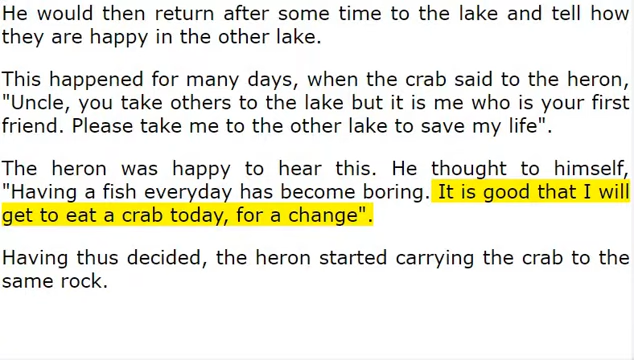 He would then return after some time to the lake and tell how
they are happy in the other lake.
This happened for many days, when the crab said to the heron,
"Uncle, you take others to the lake but it is me who is your first
friend. Please take me to the other lake to save my life".
The heron was happy to hear this. He thought to himself,
"Having a fish everyday has become boring. It is good that I will
get to eat a crab today, for a change".
Having thus decided, the heron started carrying the crab to the
same rock.